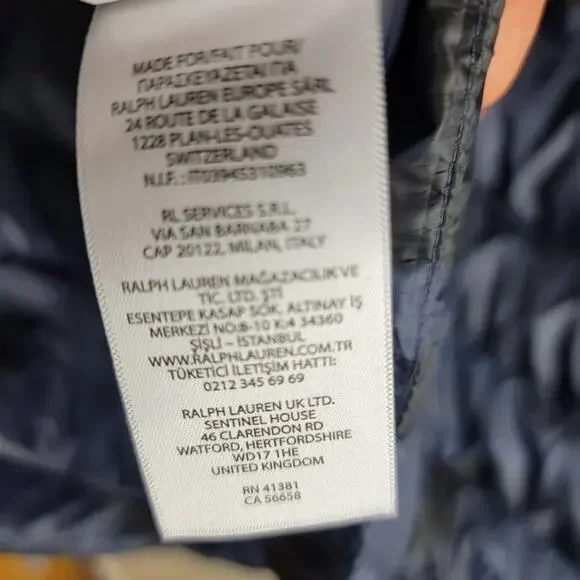 MADE FOR/FAIT POUR/
ΠΑΡΑΣΚΕΥΑΖΕΤΑΙ ΓΙΑ
RALPH LAUREN EUROPE SÀRL
24 ROUTE DE LA GALAISE
1228 PLAN-LES-OUATES
SWITZERLAND
N.I.F.:
RL SERVICES S.R.L.
VIA SAN BARNABA 27
CAP 20122, MILAN, ITALY
RALPH LAUREN MAĞAZACILIK VE
TIC. LTD. ŞTİ
ESENTEPE KASAP SOK. ALTINAY İŞ
MERKEZİ NO:8-10 K:4 34360
ŞİŞLİ – İSTANBUL
WWW.RALPHLAUREN.COM.TR
TÜKETİCİ İLETİŞİM HATTI:
0212 345 69 69
RALPH LAUREN UK LTD.
SENTINEL HOUSE
46 CLARENDON RD
WATFORD, HERTFORDSHIRE
WD17 1HE
UNITED KINGDOM
RN 41381
CA 56658